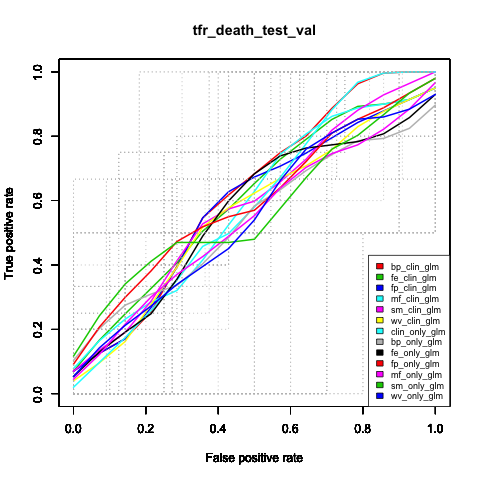 tfr_death_test_val
True positive rate
1.0
0.8
0.6
0.4
0.2
0.0
bp_clin_glm
fe_clin_glm
fp_clin_glm
mf_clin_glm
sm_clin_glm
wv_clin_glm
clin_only_glm
bp_only_glm
fe_only_glm
fp_only_glm
mf_only_glm
sm_only_glm
wv_only_glm
0.0 0.2 0.4 0.6 0.8 1.0
False positive rate